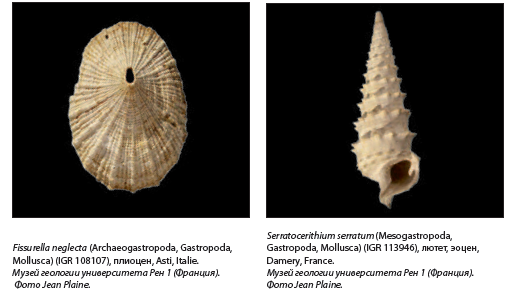 Fissurella neglecta (Archaeogastropoda, Gastropoda,
Mollusca) (IGR 108107), плиоцен, Asti, Italie.
Музей геологии университета Рен 1 (Франция).
Фото Jean Plaine.
Serratocerithium serratum (Mesogastropoda,
Gastropoda, Mollusca) (IGR 113946), лютет, эоцен,
Damery, France.
Музей геологии университета Рен 1 (Франция).
Фото Jean Plaine.